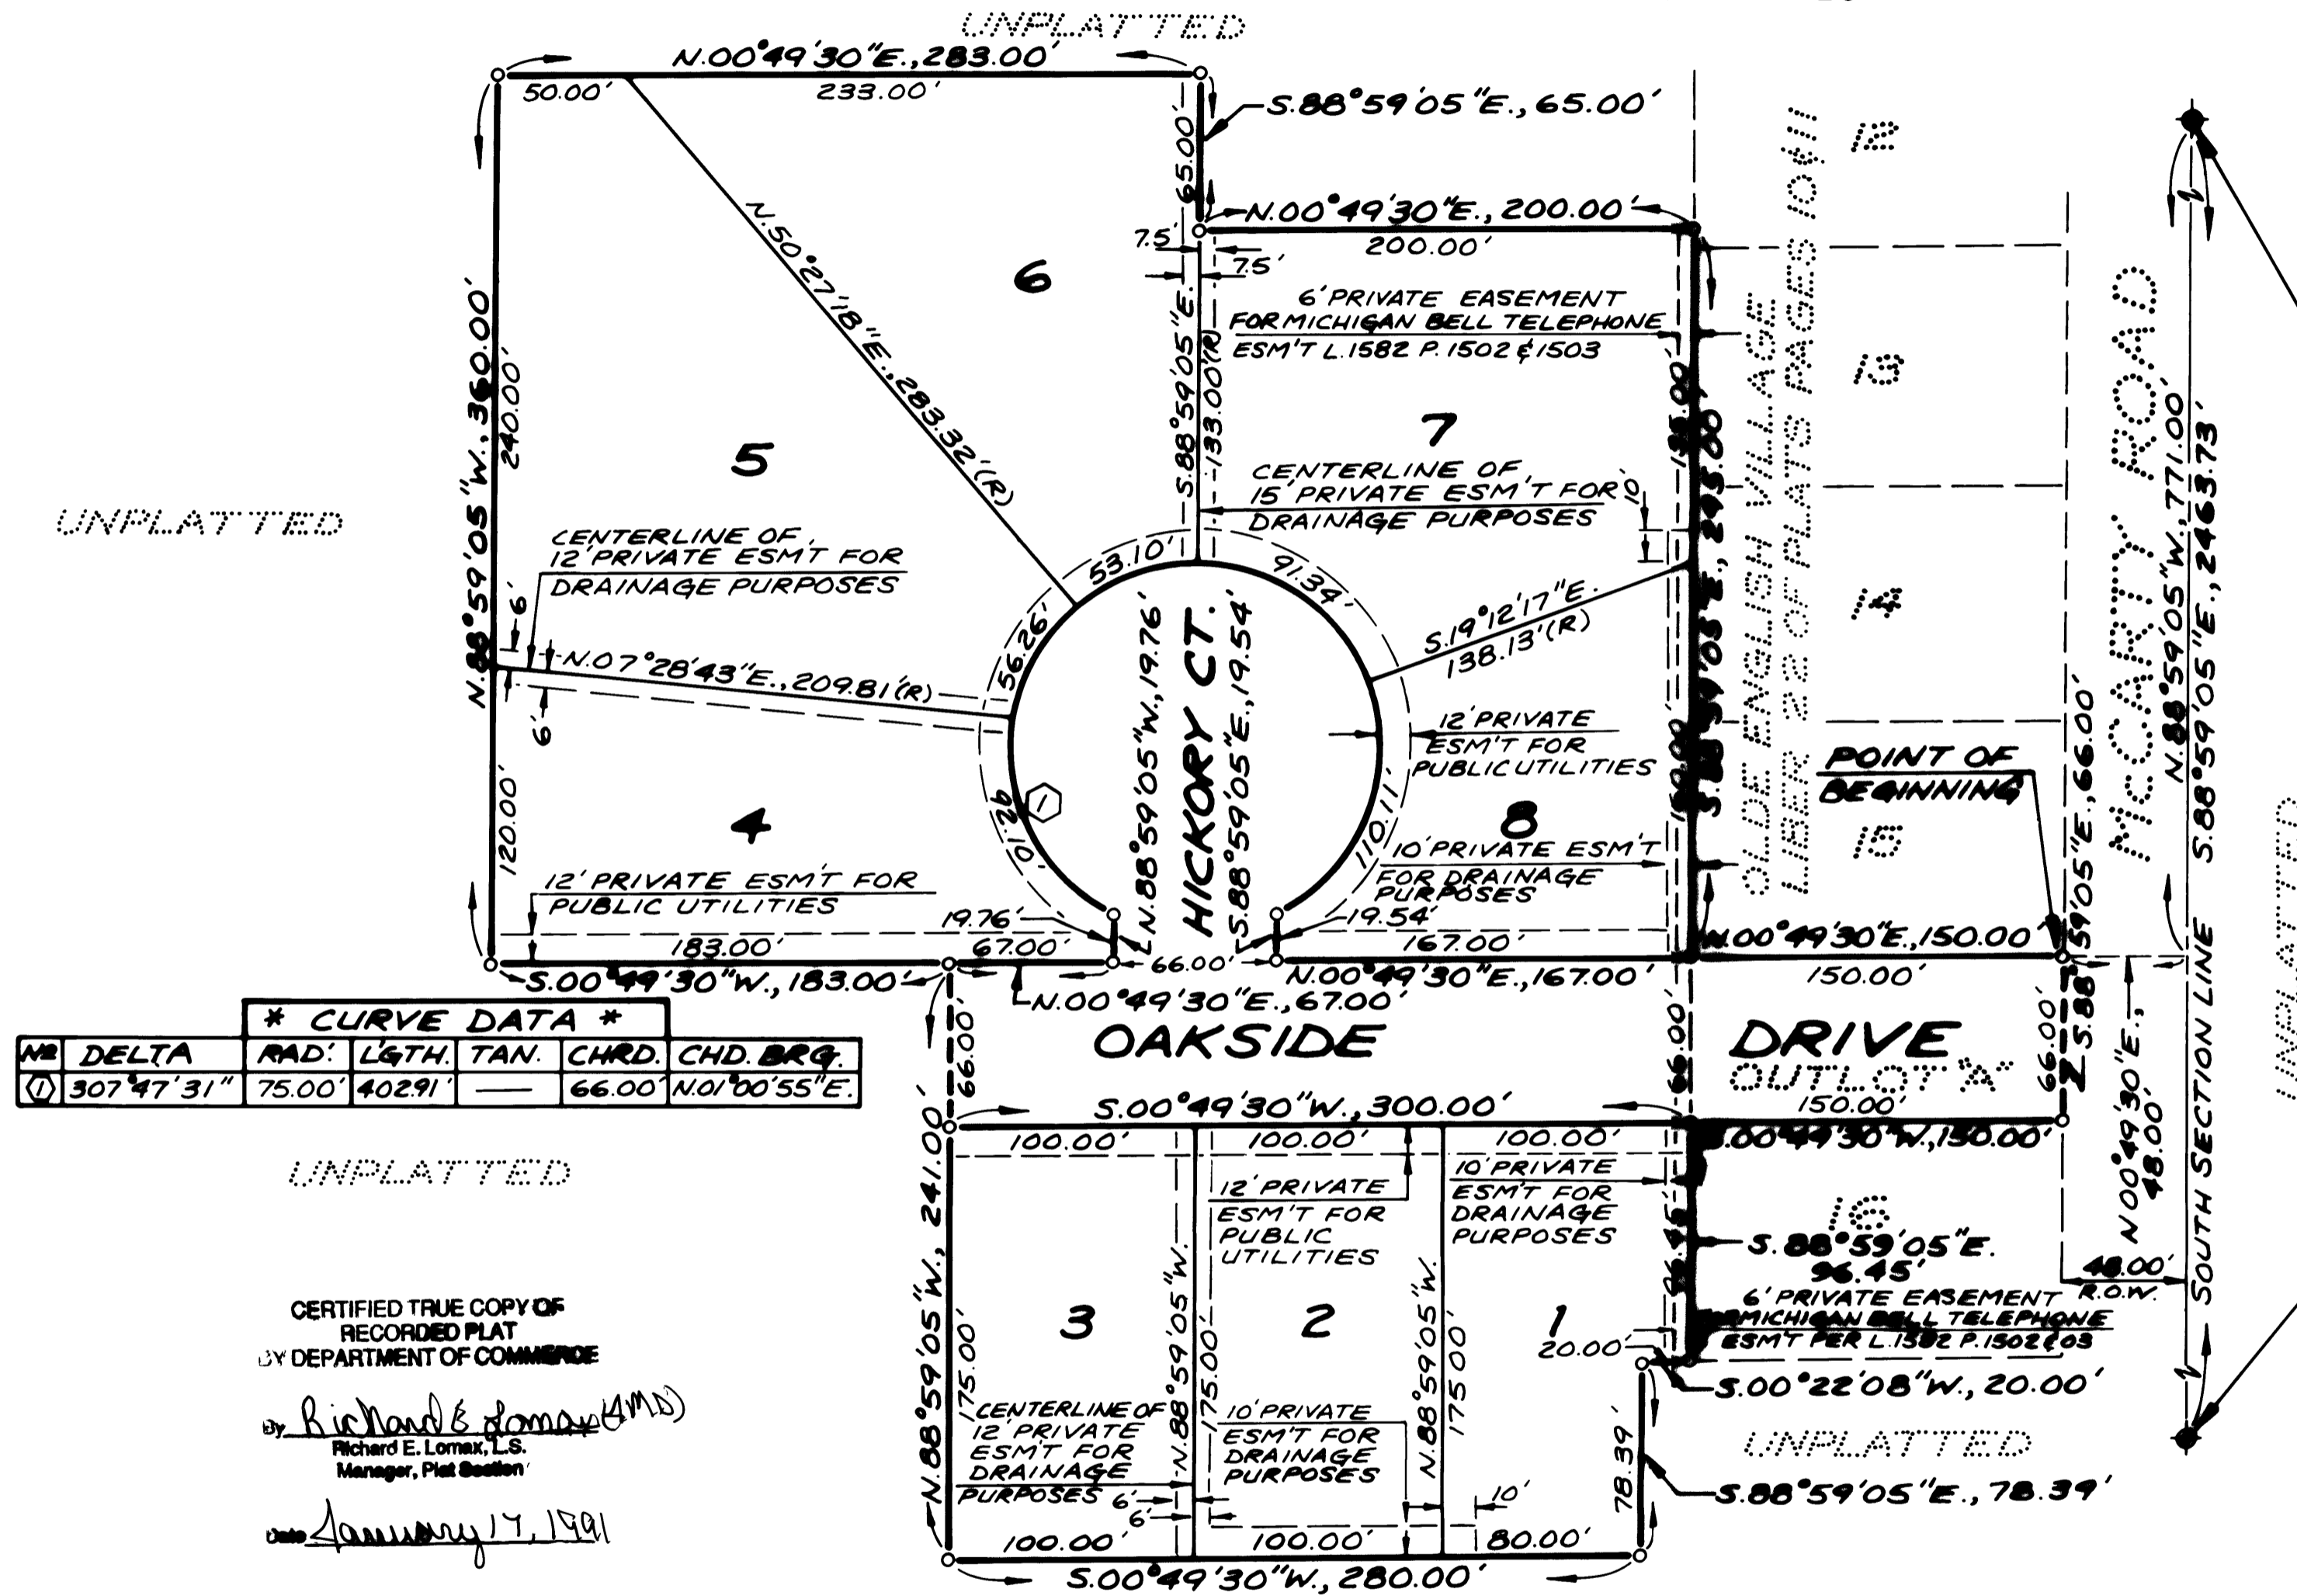 UNPLATTED
N.00°49'30"E.,283.00'
50.00'
233.00'
S.88°59'05"E.,65.00'
65.00'
N.00°49'30"E.,200.00'
200.00'
7.5'
7.5'
6
N.50°27'18"E.,283.32'(R)
S.88°59'05"E.
133.00'(R)
6' PRIVATE EASEMENT
FOR MICHIGAN BELL TELEPHONE
ESM'T L.1582 P.1502 & 1503
7
CENTERLINE OF
15' PRIVATE ESM'T FOR
DRAINAGE PURPOSES
10'
OLDE ENGLISH VILLAGE
LIBER 22 OF PLATS PAGES 10&11
12
13
14
15
McCARTY ROAD
N.88°59'05"W.,771.00'
S.88°59'05"E.,2463.73'
SOUTH SECTION LINE
UNPLATTED
N.88°59'05"W.,360.00'
240.00'
5
UNPLATTED
CENTERLINE OF
12' PRIVATE ESM'T FOR
DRAINAGE PURPOSES
6'
6'
N.07°28'43"E.,209.81'(R)
53.10'
91.34'
56.26'
S.19°12'17"E.
138.13'(R)
N.88°59'05"W.,19.76'
HICKORY CT.
S.88°59'05"E.,19.54'
12' PRIVATE
ESM'T FOR
PUBLIC UTILITIES
POINT OF
BEGINNING
S.88°59'05"E.,66.00'
120.00'
4
1
8
110.11'
10' PRIVATE ESM'T
FOR DRAINAGE
PURPOSES
12' PRIVATE ESM'T FOR
PUBLIC UTILITIES
19.76'
19.54'
183.00'
67.00'
66.00'
167.00'
N.00°49'30"E.,150.00'
S.00°49'30"W.,183.00'
N.00°49'30"E.,67.00'
N.00°49'30"E.,167.00'
150.00'
* CURVE DATA *
No DELTA RAD. L'GTH. TAN. CHRD. CHD. BRG.
1 307°47'31" 75.00' 402.91' — 66.00' N.01°00'55"E.
66.00'
OAKSIDE
66.00'
DRIVE
OUTLOT "A"
66.00'
N00°49'30"E.,
48.00'
S.00°49'30"W.,300.00'
150.00'
S.00°49'30"W.,150.00'
UNPLATTED
N.88°59'05"W., 241.00'
175.00'
100.00'
100.00'
100.00'
12' PRIVATE
ESM'T FOR
PUBLIC
UTILITIES
10' PRIVATE
ESM'T FOR
DRAINAGE
PURPOSES
96.45'
16
S.88°59'05"E.
96.45'
48.00'
R.O.W.
6' PRIVATE EASEMENT
MICHIGAN BELL TELEPHONE
ESM'T PER L.1582 P.1502 & 03
3
N.88°59'05"W.
175.00'
2
N.88°59'05"W.
175.00'
1
20.00'
S.00°22'08"W., 20.00'
78.39'
UNPLATTED
S.88°59'05"E., 78.39'
CENTERLINE OF
12' PRIVATE
ESM'T FOR
DRAINAGE
PURPOSES
6'
6'
10' PRIVATE
ESM'T FOR
DRAINAGE
PURPOSES
10'
100.00'
100.00'
80.00'
S.00°49'30"W., 280.00'
CERTIFIED TRUE COPY OF
RECORDED PLAT
BY DEPARTMENT OF COMMERCE
By Richard E Lomax (AMD)
Richard E. Lomax, L.S.
Manager, Plat Section
Date January 17, 1991